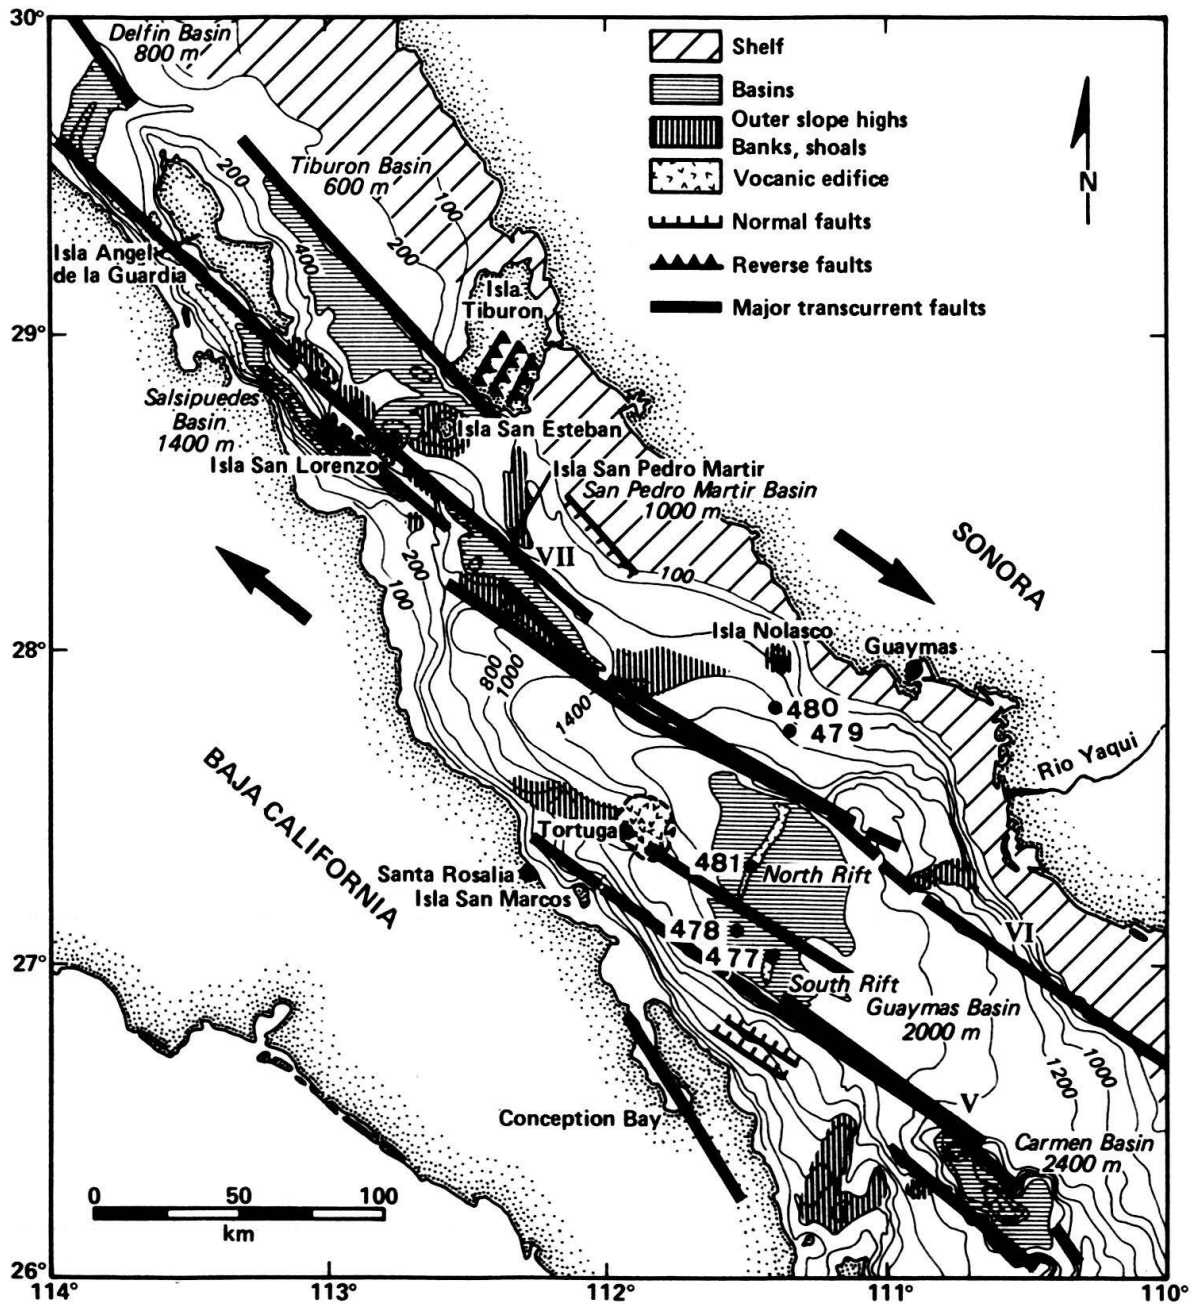 30°
Delfin Basin
800 m
Shelf
Basins
Outer slope highs
Banks, shoals
Vocanic edifice
Normal faults
Reverse faults
Major transcurrent faults
N
Tiburon Basin
600 m
200
100
200
400
Isla Angel
de la Guardia
Isla
Tiburon
29°
Salsipuedes
Basin
1400 m
Isla San Esteban
Isla San Lorenzo
Isla San Pedro Martir
San Pedro Martir Basin
1000 m
SONORA
VII
200
100
100
28°
Isla Nolasco
Guaymas
800
1000
1400
480
479
Rio Yaqui
BAJA CALIFORNIA
Tortuga
481
North Rift
Santa Rosalia
Isla San Marcos
478
477
VI
27°
South Rift
Guaymas Basin
2000 m
1000
1200
V
Conception Bay
Carmen Basin
2400 m
0 50 100
km
26°
114° 113° 112° 111° 110°